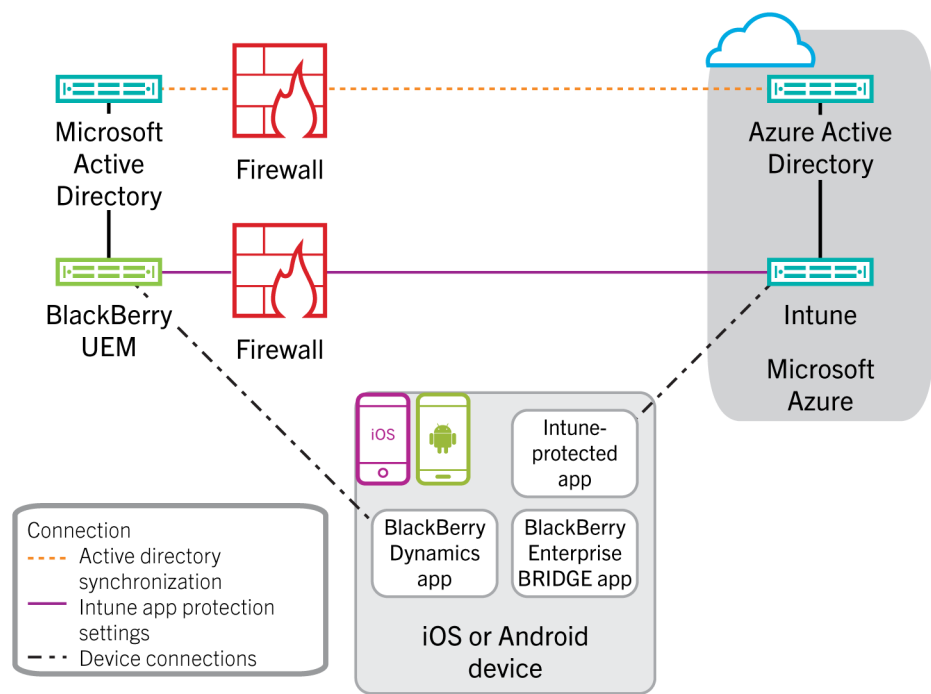 Microsoft
Active
Directory
Firewall
Azure Active
Directory
BlackBerry
UEM
Firewall
Intune
Microsoft
Azure
iOS
Intune-
protected
app
BlackBerry
Dynamics
app
BlackBerry
Enterprise
BRIDGE app
iOS or Android
device
Connection
Active directory
synchronization
Intune app protection
settings
Device connections